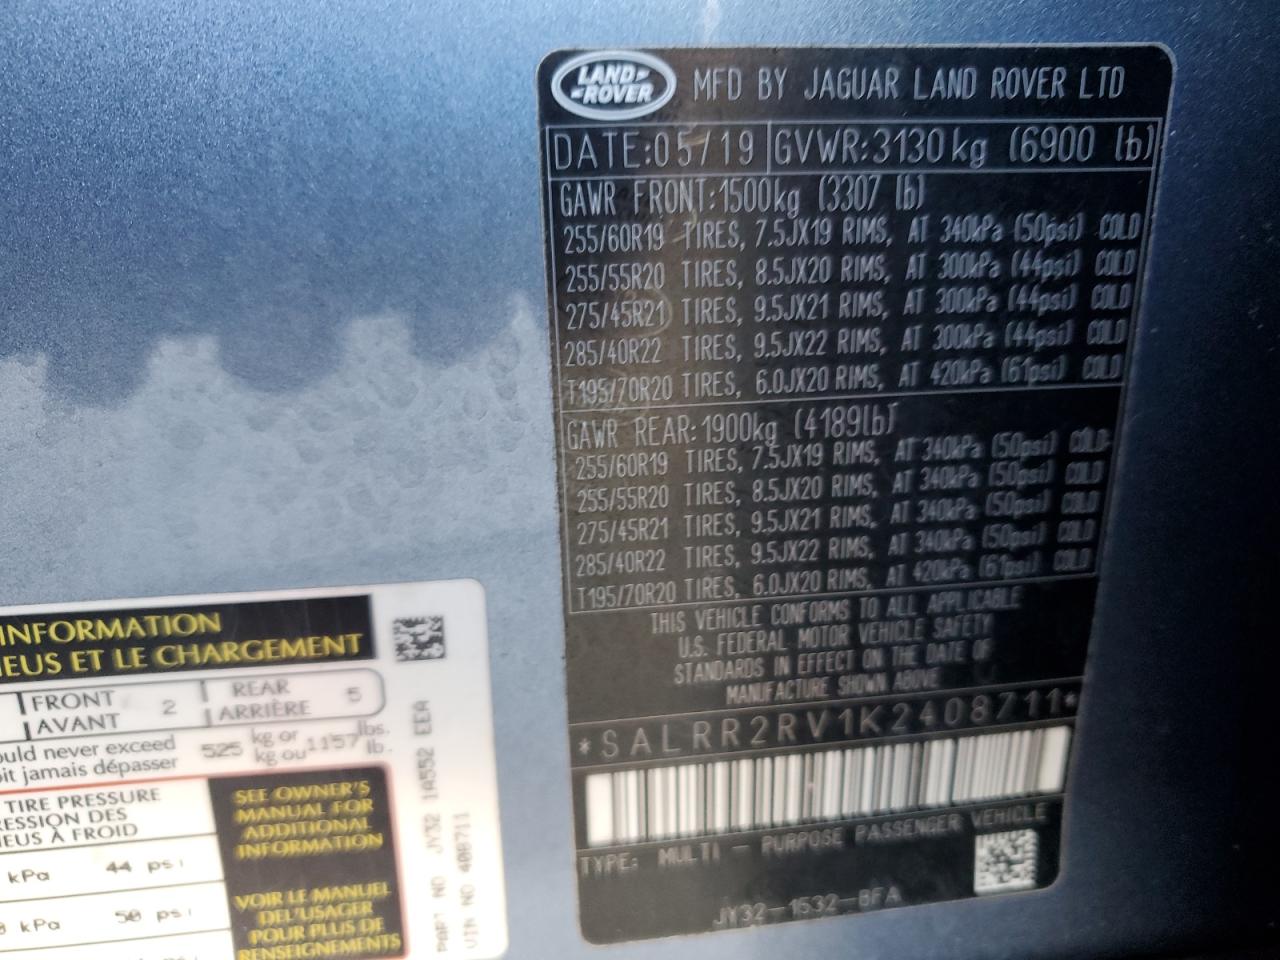 LAND ROVER
MFD BY JAGUAR LAND ROVER LTD
DATE:05/19 GVWR:3130kg (6900 lb)
GAWR FRONT:1500kg (3307 lb)
255/60R19 TIRES, 7.5JX19 RIMS, AT 340kPa (50psi) COLD
255/55R20 TIRES, 8.5JX20 RIMS, AT 300kPa (44psi) COLD
275/45R21 TIRES, 9.5JX21 RIMS, AT 300kPa (44psi) COLD
285/40R22 TIRES, 9.5JX22 RIMS, AT 300kPa (44psi) COLD
T195/70R20 TIRES, 6.0JX20 RIMS, AT 420kPa (61psi) COLD
GAWR REAR:1900kg (4189lb)
255/60R19 TIRES, 7.5JX19 RIMS, AT 340kPa (50psi) COLD
255/55R20 TIRES, 8.5JX20 RIMS, AT 340kPa (50psi) COLD
275/45R21 TIRES, 9.5JX21 RIMS, AT 340kPa (50psi) COLD
285/40R22 TIRES, 9.5JX22 RIMS, AT 340kPa (50psi) COLD
T195/70R20 TIRES, 6.0JX20 RIMS, AT 420kPa (61psi) COLD
THIS VEHICLE CONFORMS TO ALL APPLICABLE
U.S. FEDERAL MOTOR VEHICLE SAFETY
STANDARDS IN EFFECT ON THE DATE OF
MANUFACTURE SHOWN ABOVE
*SALRR2RV1K2408711*
TYPE: MULTI - PURPOSE PASSENGER VEHICLE
JY32-1532-BFA
INFORMATION
NEUS ET LE CHARGEMENT
FRONT 2 REAR 5
AVANT ARRIÈRE
ould never exceed 525 kg or 1157 lbs.
oit jamais dépasser kg ou lb.
TIRE PRESSURE
ESSION DES
NEUS À FROID
kPa 44 psi
0 kPa 50 psi
SEE OWNER'S
MANUAL FOR
ADDITIONAL
INFORMATION
VOIR LE MANUEL
DE L'USAGER
POUR PLUS DE
RENSEIGNEMENTS
PART NO JY32 1A552 EEA
VIN NO 408711